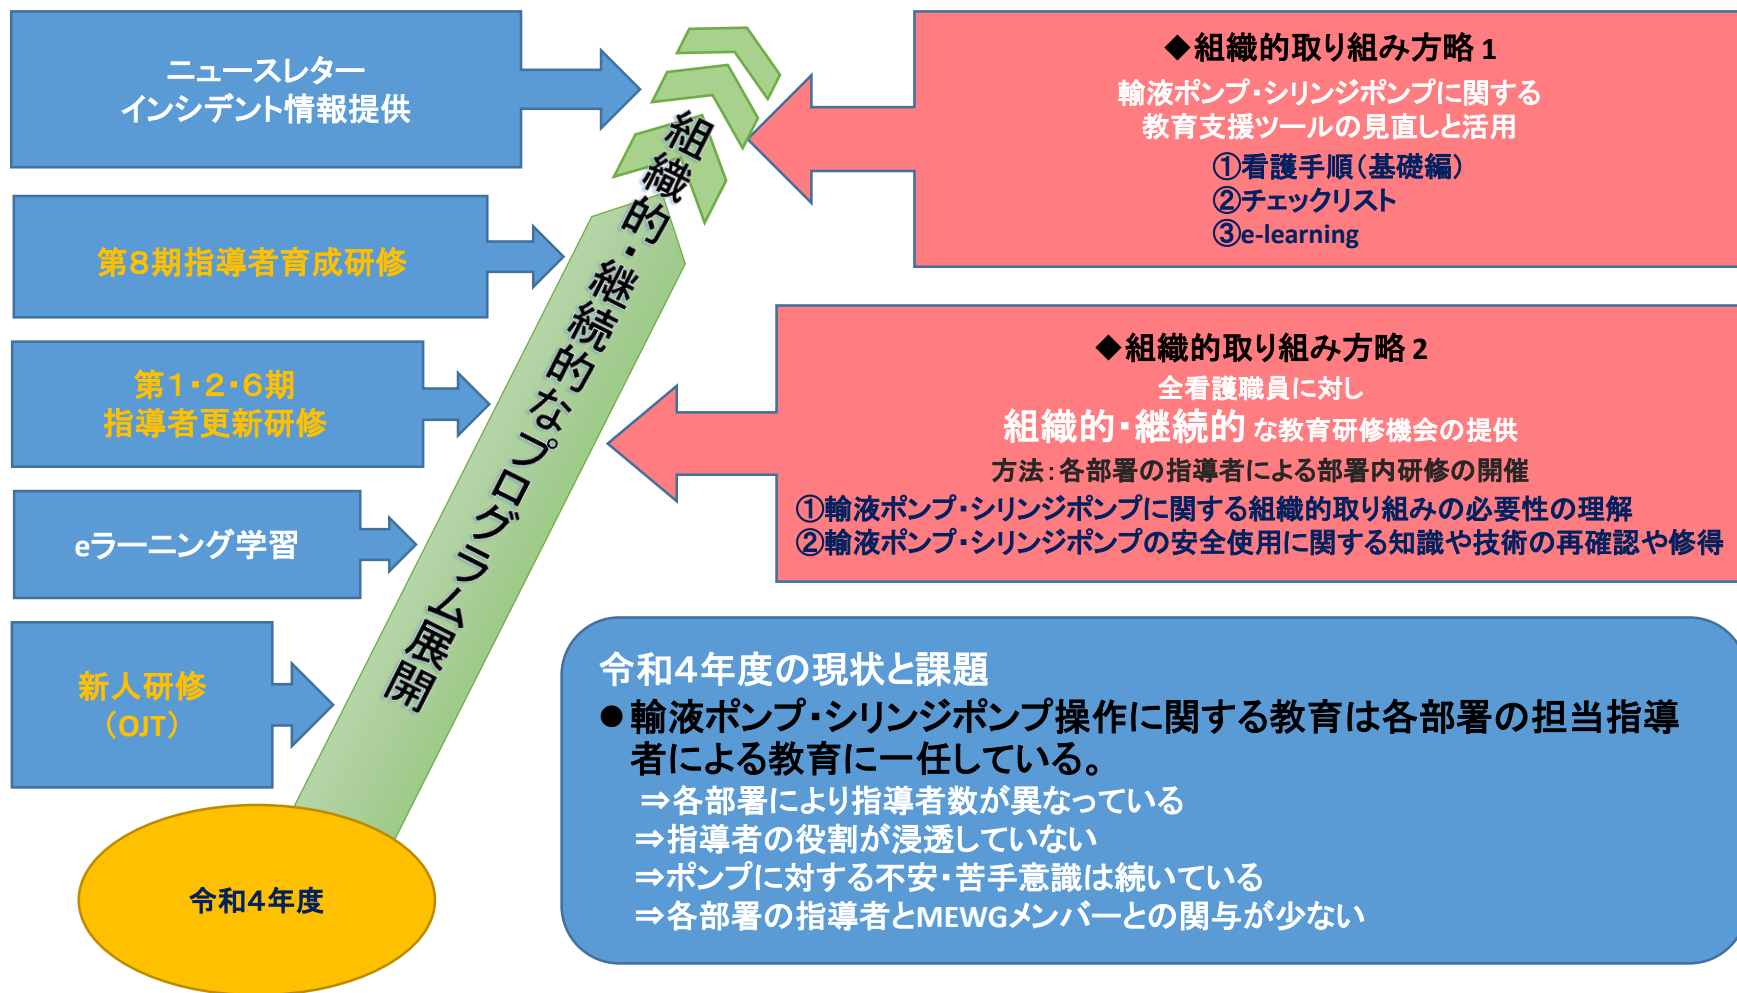 ニュースレター
インシデント情報提供
第8期指導者育成研修
第1・2・6期
指導者更新研修
eラーニング学習
新人研修
（OJT）
令和4年度
組織的・継続的なプログラム展開
◆組織的取り組み方略1
輸液ポンプ・シリンジポンプに関する
教育支援ツールの見直しと活用
①看護手順（基礎編）
②チェックリスト
③e-learning
◆組織的取り組み方略2
全看護職員に対し
組織的・継続的な教育研修機会の提供
方法：各部署の指導者による部署内研修の開催
①輸液ポンプ・シリンジポンプに関する組織的取り組みの必要性の理解
②輸液ポンプ・シリンジポンプの安全使用に関する知識や技術の再確認や修得
令和4年度の現状と課題
●輸液ポンプ・シリンジポンプ操作に関する教育は各部署の担当指導
者による教育に一任している。
⇒各部署により指導者数が異なっている
⇒指導者の役割が浸透していない
⇒ポンプに対する不安・苦手意識は続いている
⇒各部署の指導者とMEWGメンバーとの関与が少ない